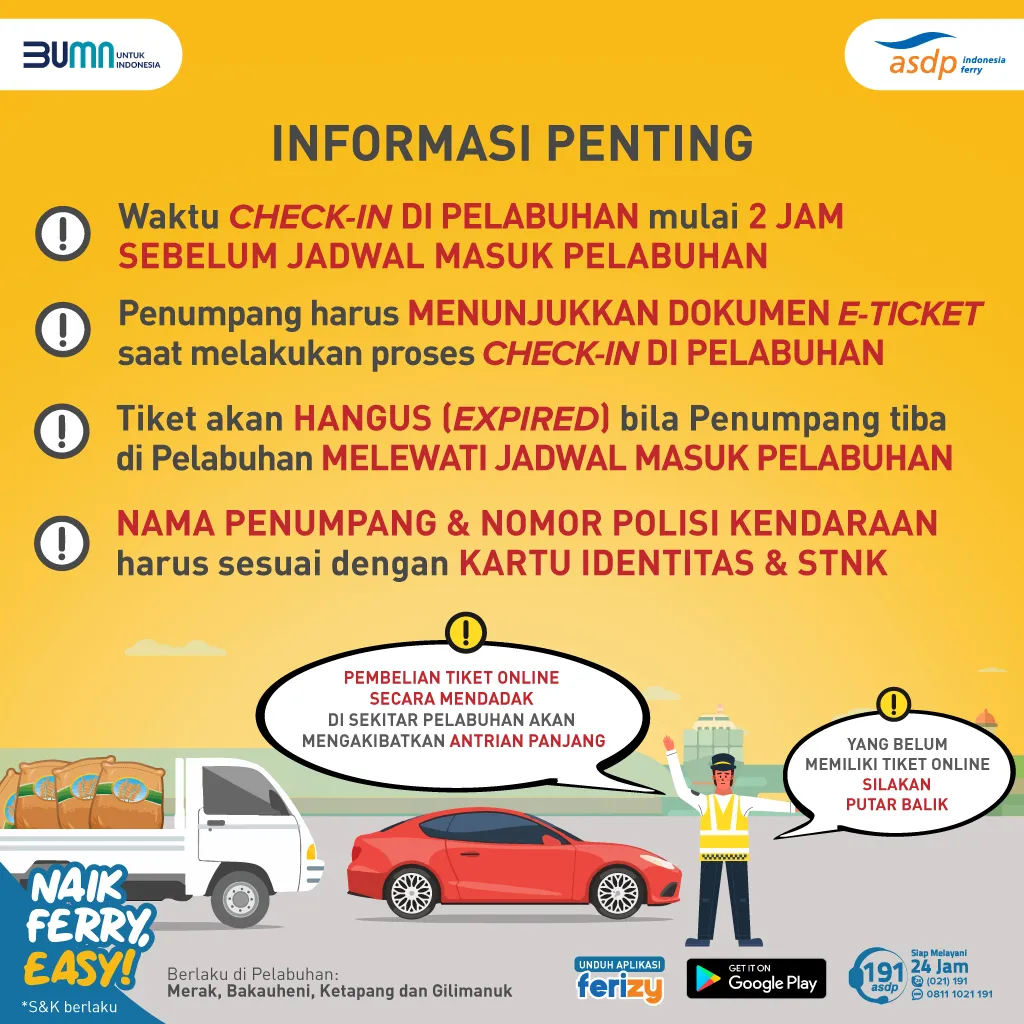 BUMN UNTUK
INDONESIA
asdp indonesia
ferry
INFORMASI PENTING
Waktu CHECK-IN DI PELABUHAN mulai 2 JAM
SEBELUM JADWAL MASUK PELABUHAN
Penumpang harus MENUNJUKKAN DOKUMEN E-TICKET
saat melakukan proses CHECK-IN DI PELABUHAN
Tiket akan HANGUS (EXPIRED) bila Penumpang tiba
di Pelabuhan MELEWATI JADWAL MASUK PELABUHAN
NAMA PENUMPANG & NOMOR POLISI KENDARAAN
harus sesuai dengan KARTU IDENTITAS & STNK
PEMBELIAN TIKET ONLINE
SECARA MENDADAK
DI SEKITAR PELABUHAN AKAN
MENGAKIBATKAN ANTRIAN PANJANG
YANG BELUM
MEMILIKI TIKET ONLINE
SILAKAN
PUTAR BALIK
NAIK
FERRY,
EASY!
*S&K berlaku
Berlaku di Pelabuhan:
Merak, Bakauheni, Ketapang dan Gilimanuk
UNDUH APLIKASI
ferizy
GET IT ON
Google Play
191
asdp
Siap Melayani
24 Jam
(021) 191
0811 1021 191